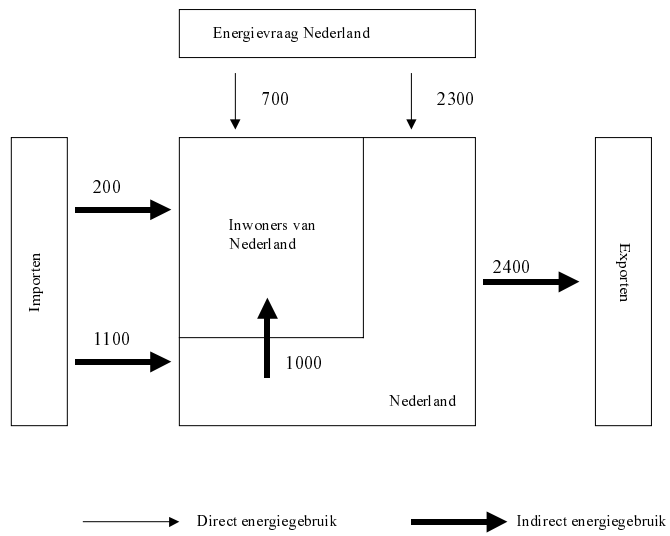 Energievraag Nederland
700
2300
200
Inwoners van
Nederland
Importen
2400
Exporten
1100
1000
Nederland
Direct energiegebruik
Indirect energiegebruik